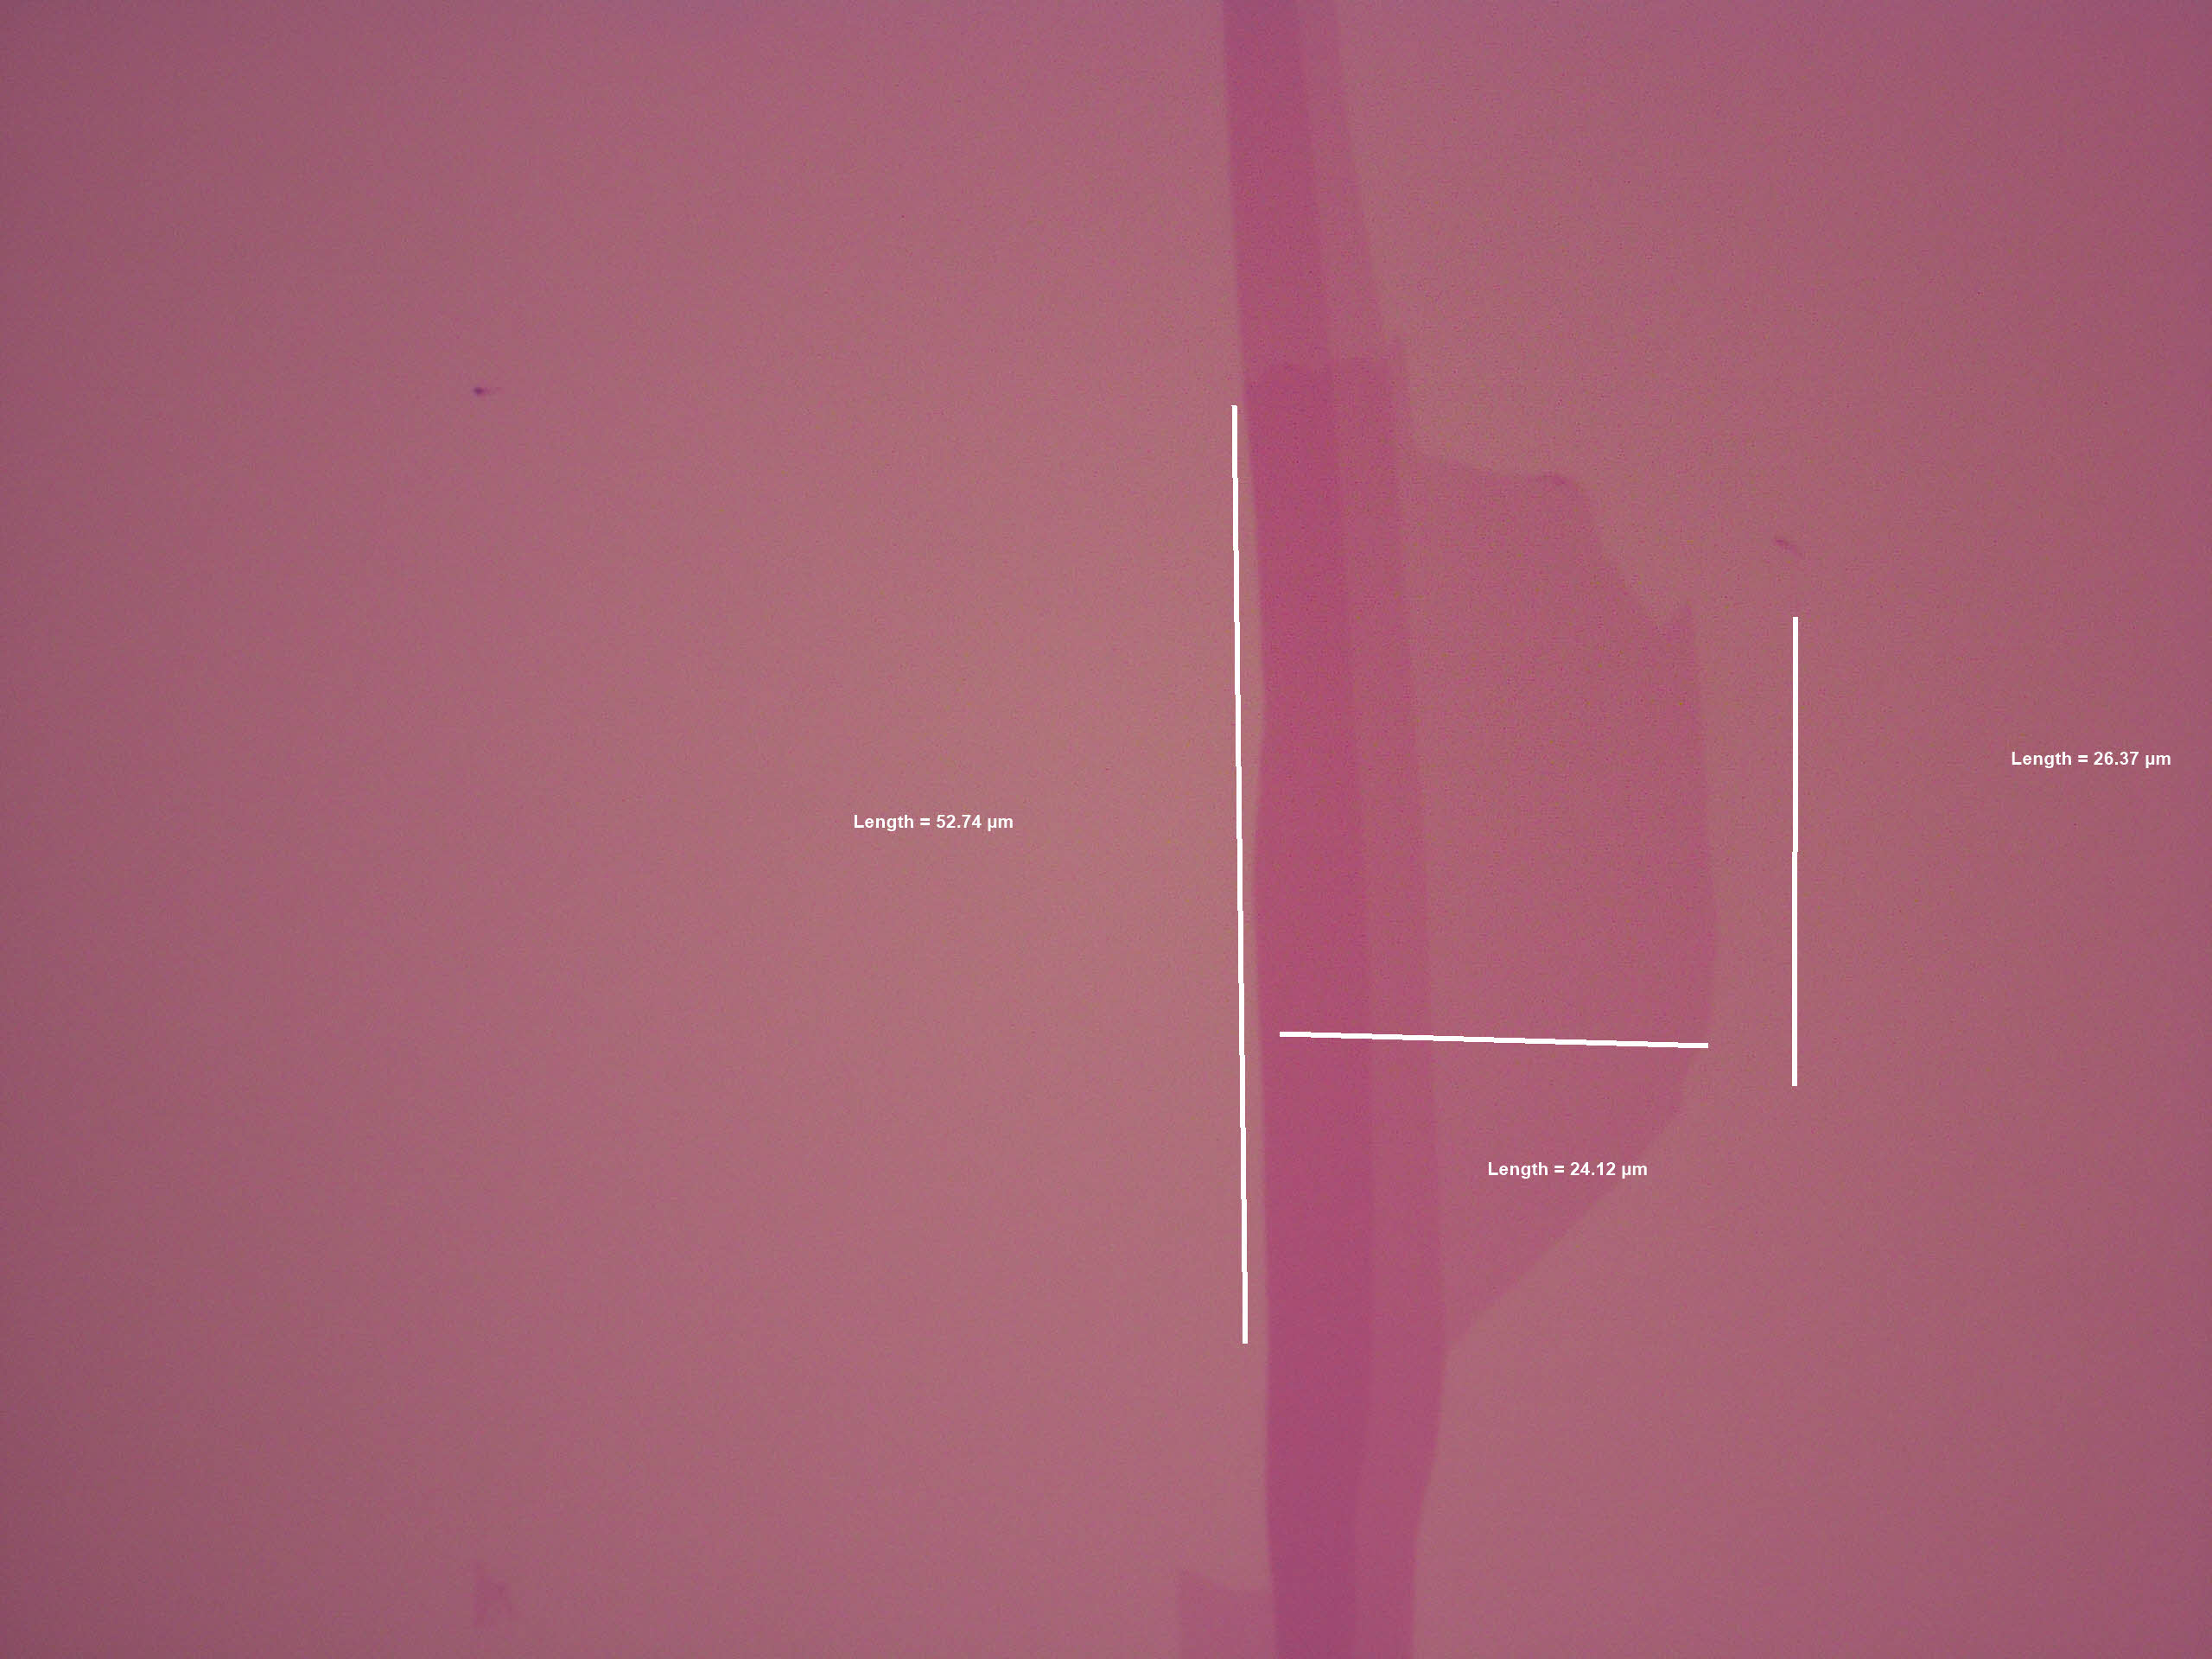 Length = 26.37 µm
Length = 52.74 µm
Length = 24.12 µm